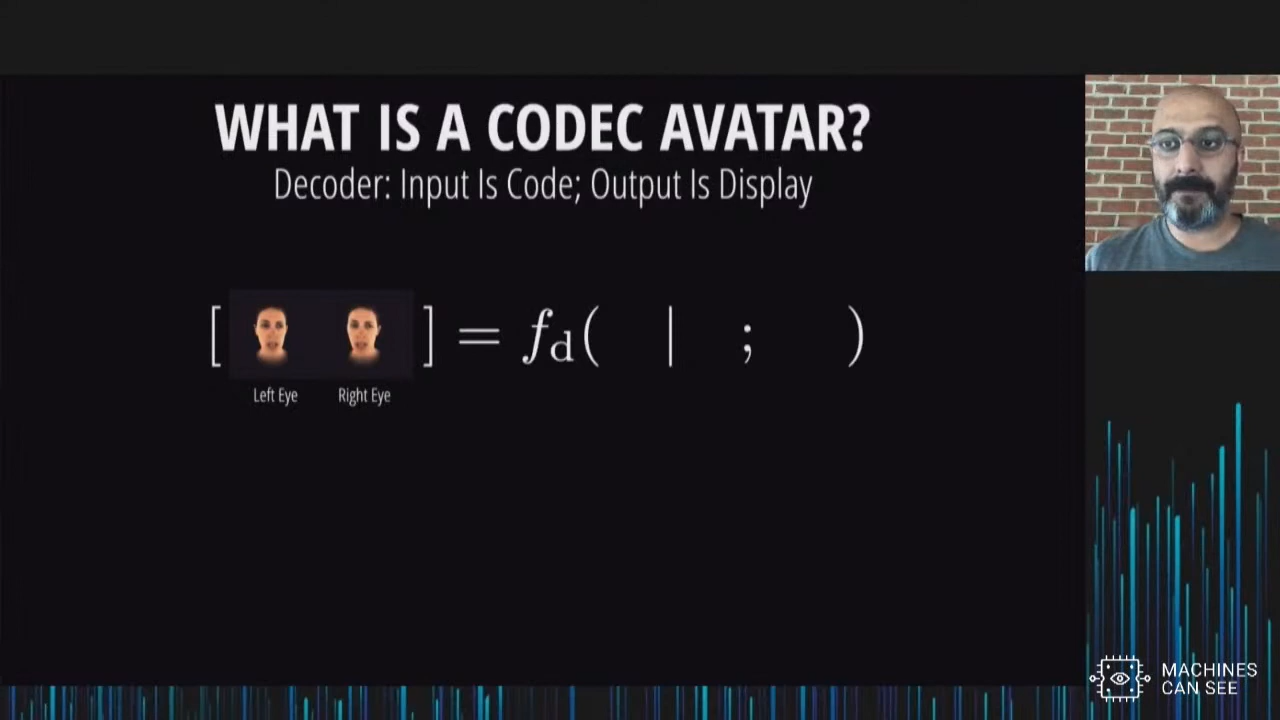 WHAT IS A CODEC AVATAR?
Decoder: Input Is Code; Output Is Display
[ ] = fd( | ; )
Left Eye Right Eye
MACHINES
CAN SEE